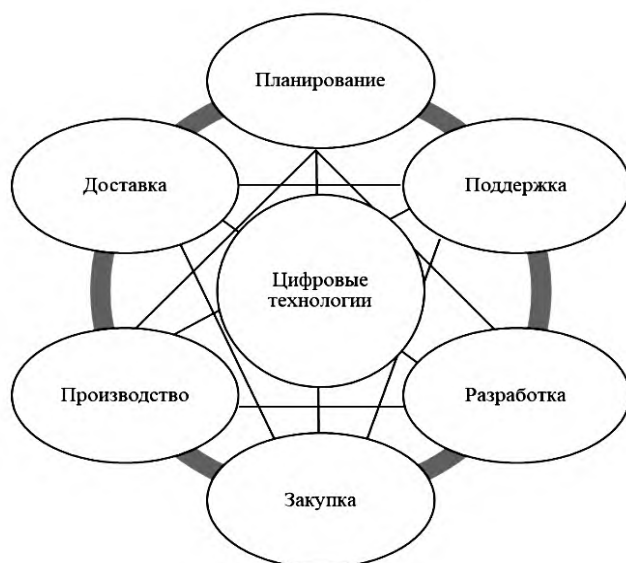 Планирование
Доставка
Поддержка
Цифровые
технологии
Производство
Разработка
Закупка